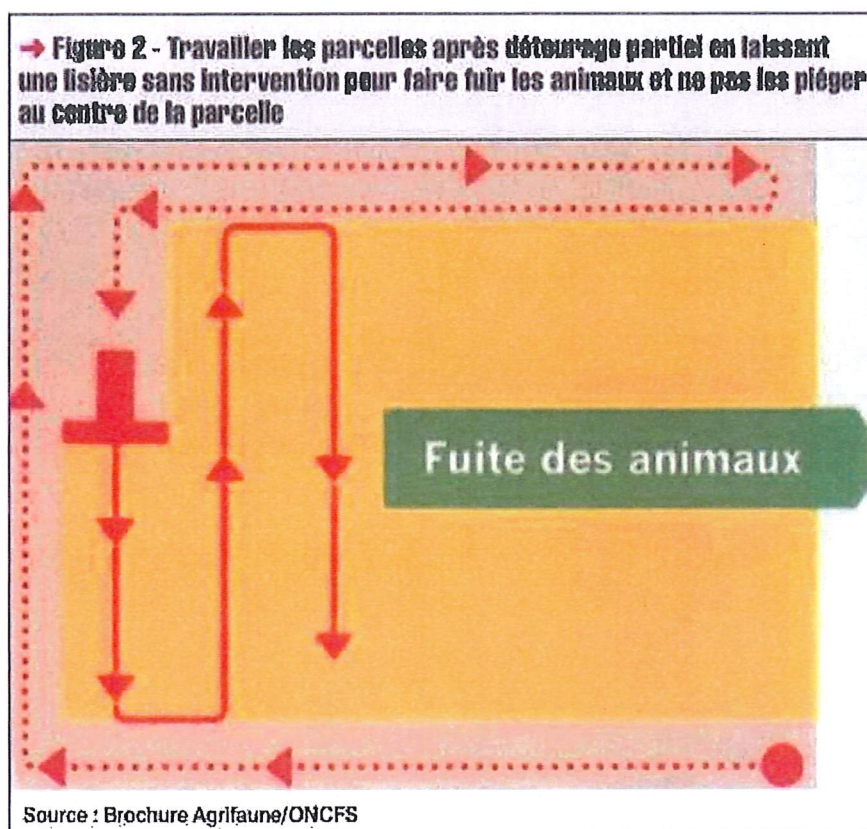 → Figure 2 - Travailler les parcelles après détourage partiel en laissant
une lisière sans intervention pour faire fuir les animaux et ne pas les piéger
au centre de la parcelle
Fuite des animaux
Source : Brochure Agrifaune/ONCFS